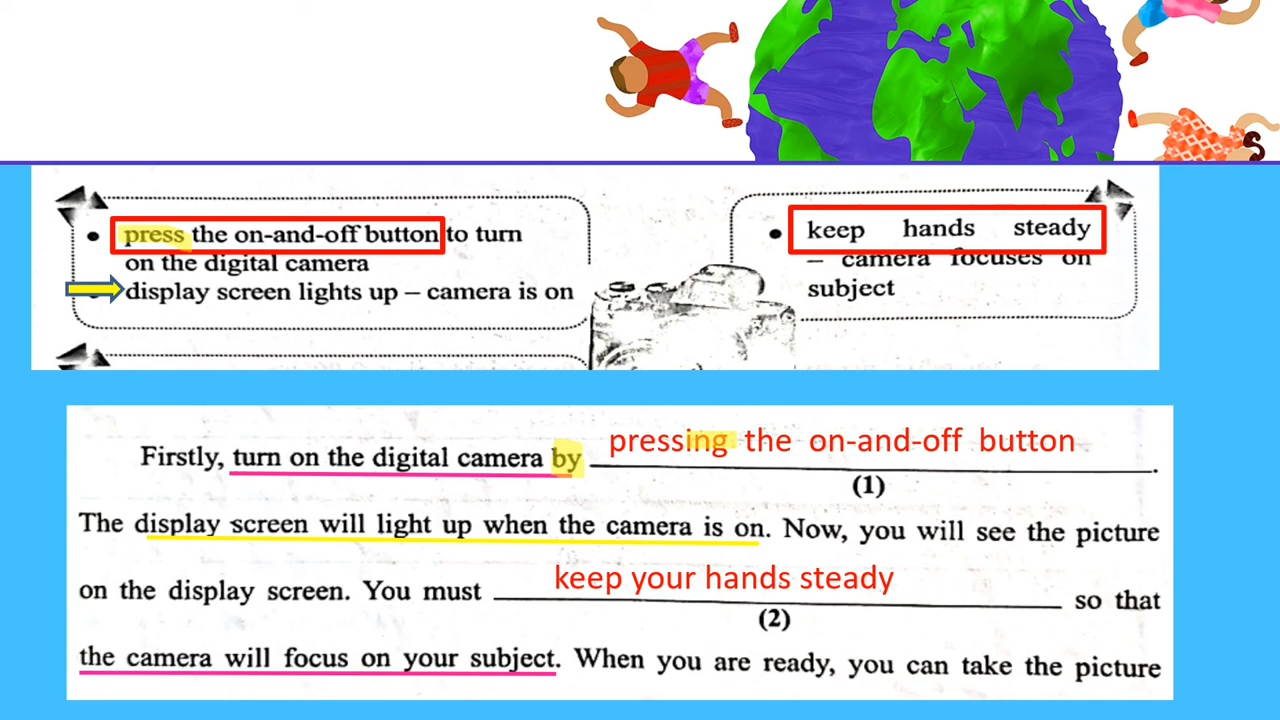 • press the on-and-off button to turn
on the digital camera
display screen lights up – camera is on
• keep hands steady
– camera focuses on
subject
Firstly, turn on the digital camera by pressing the on-and-off button.
(1)
The display screen will light up when the camera is on. Now, you will see the picture
on the display screen. You must keep your hands steady so that
(2)
the camera will focus on your subject. When you are ready, you can take the picture